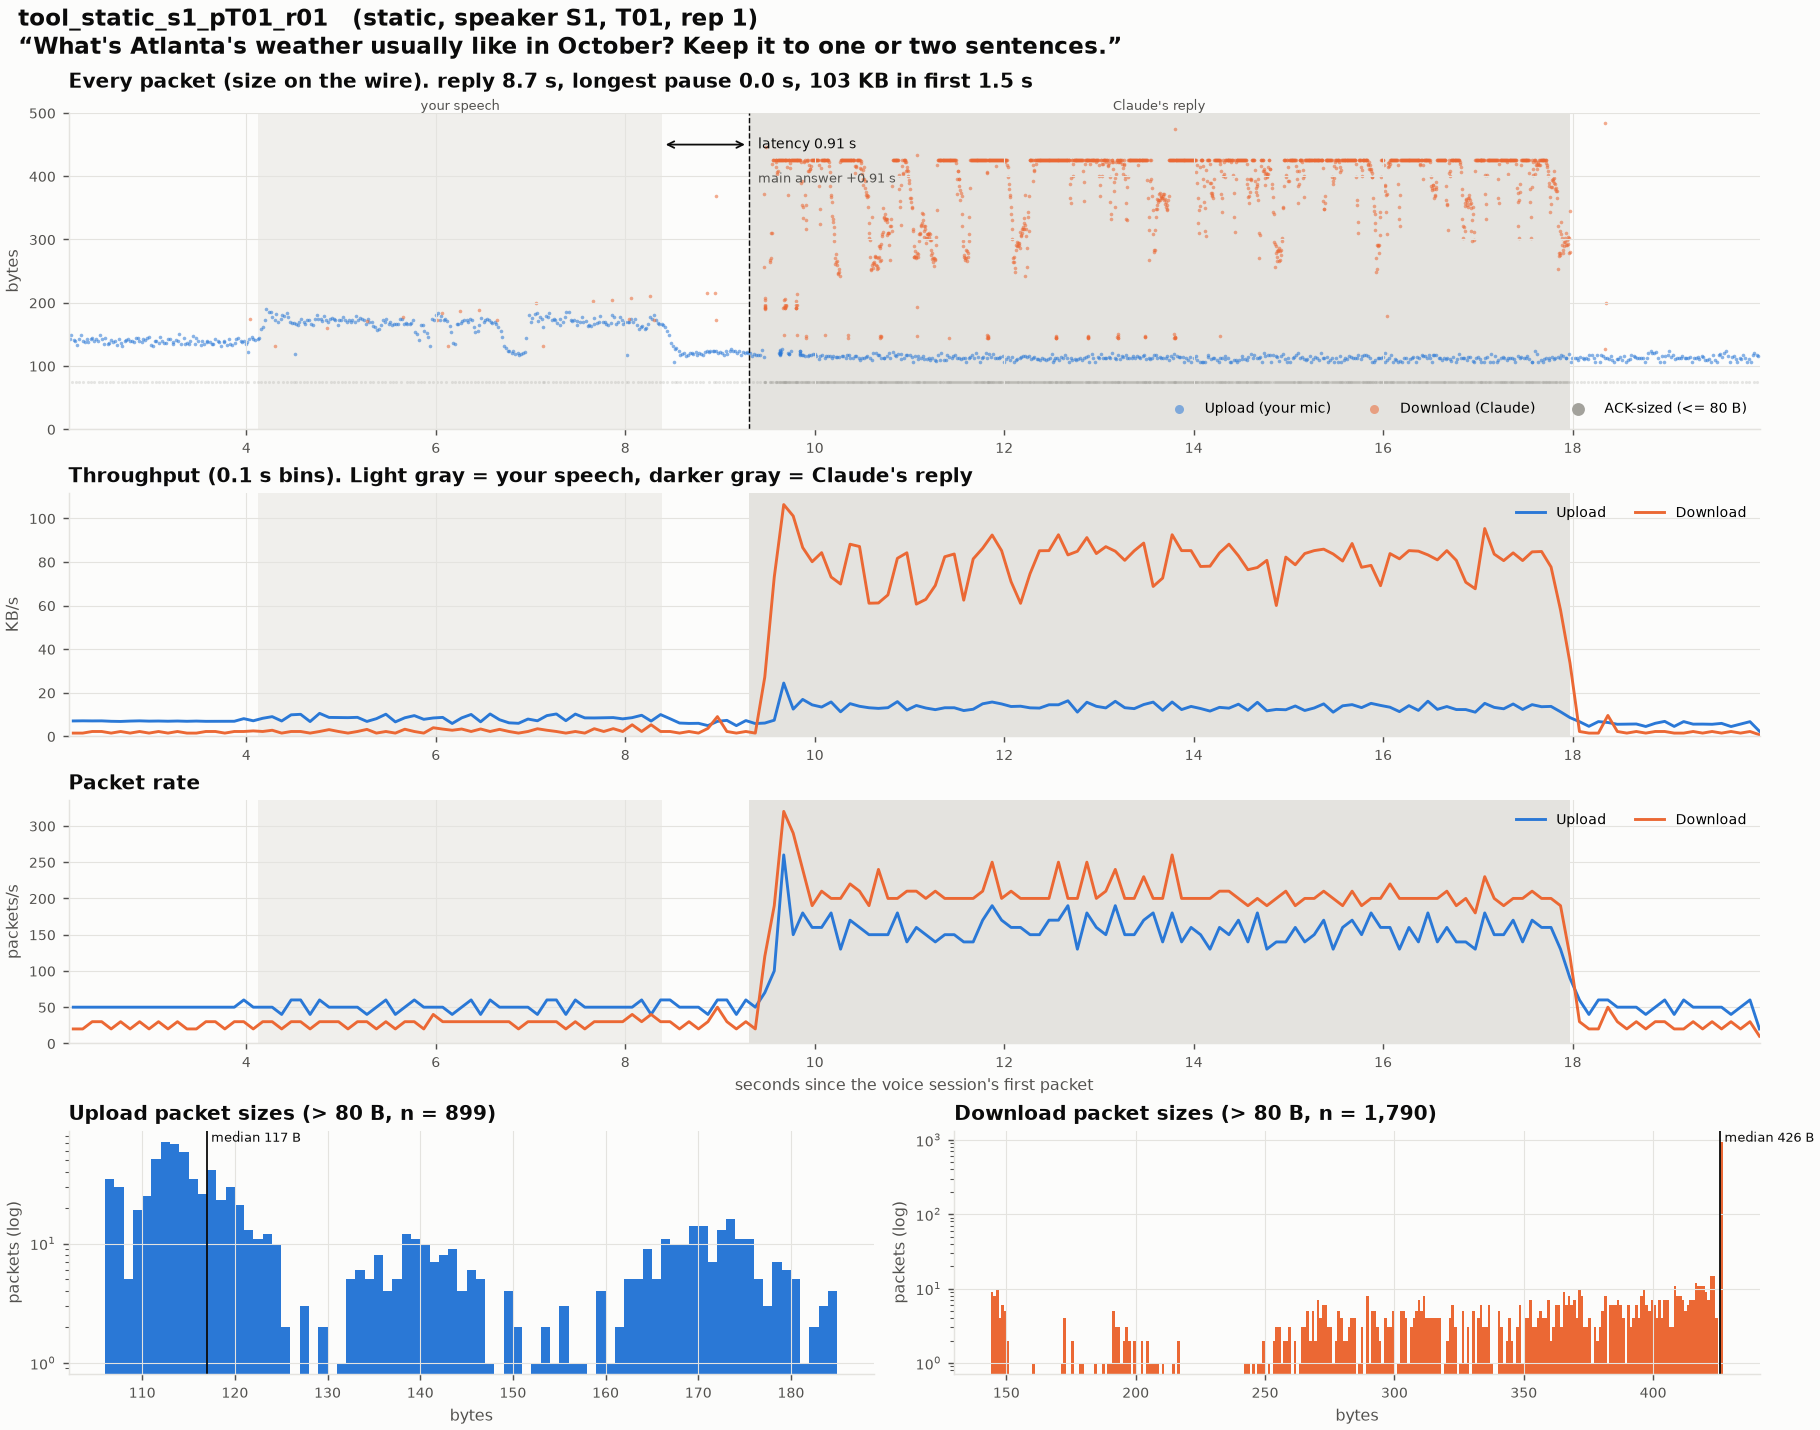 tool_static_s1_pT01_r01   (static, speaker S1, T01, rep 1)
“What's Atlanta's weather usually like in October? Keep it to one or two sentences.”
Every packet (size on the wire). reply 8.7 s, longest pause 0.0 s, 103 KB in first 1.5 s
your speech
Claude's reply
latency 0.91 s
main answer +0.91 s
bytes
500
400
300
200
100
0
Upload (your mic)
Download (Claude)
ACK-sized (<= 80 B)
4 6 8 10 12 14 16 18
Throughput (0.1 s bins). Light gray = your speech, darker gray = Claude's reply
Upload
Download
KB/s
100
80
60
40
20
0
4 6 8 10 12 14 16 18
Packet rate
Upload
Download
packets/s
300
250
200
150
100
50
0
4 6 8 10 12 14 16 18
seconds since the voice session's first packet
Upload packet sizes (> 80 B, n = 899)
median 117 B
packets (log)
10¹
10⁰
110 120 130 140 150 160 170 180
bytes
Download packet sizes (> 80 B, n = 1,790)
median 426 B
packets (log)
10³
10²
10¹
10⁰
150 200 250 300 350 400
bytes